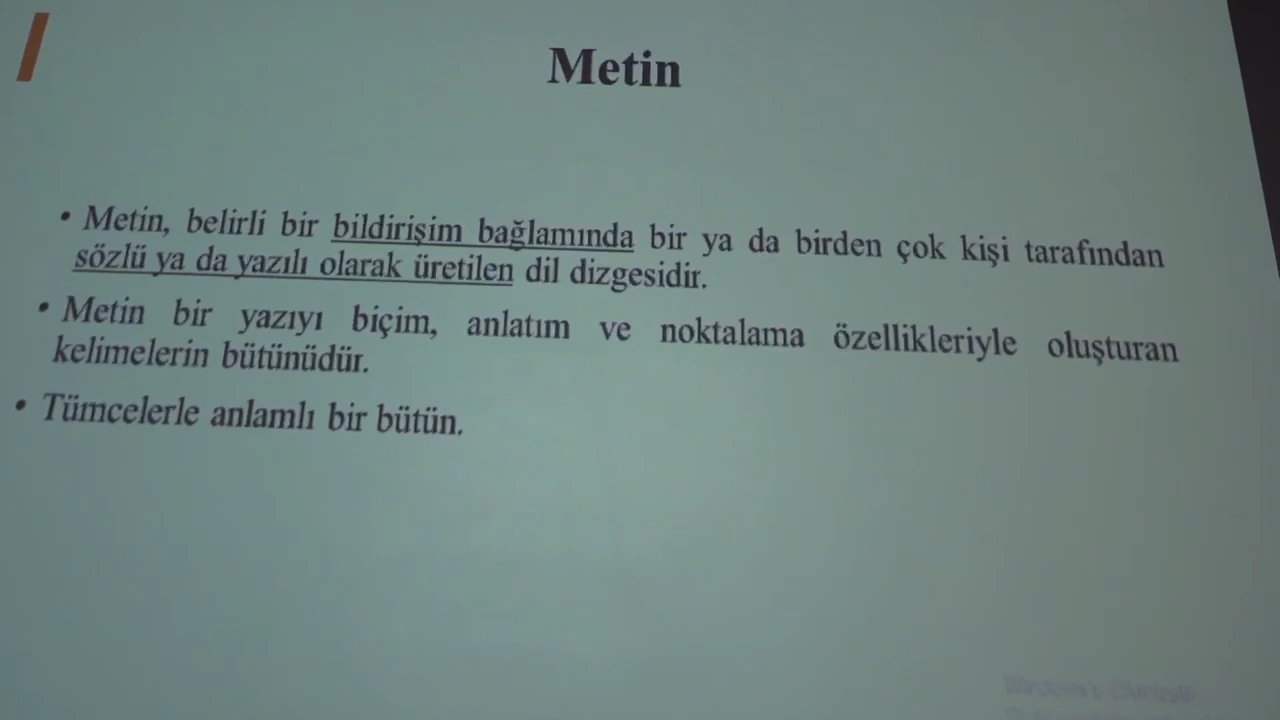 Metin
• Metin, belirli bir bildirişim bağlamında bir ya da birden çok kişi tarafından
sözlü ya da yazılı olarak üretilen dil dizgesidir.
• Metin bir yazıyı biçim, anlatım ve noktalama özellikleriyle oluşturan
kelimelerin bütünüdür.
• Tümcelerle anlamlı bir bütün.